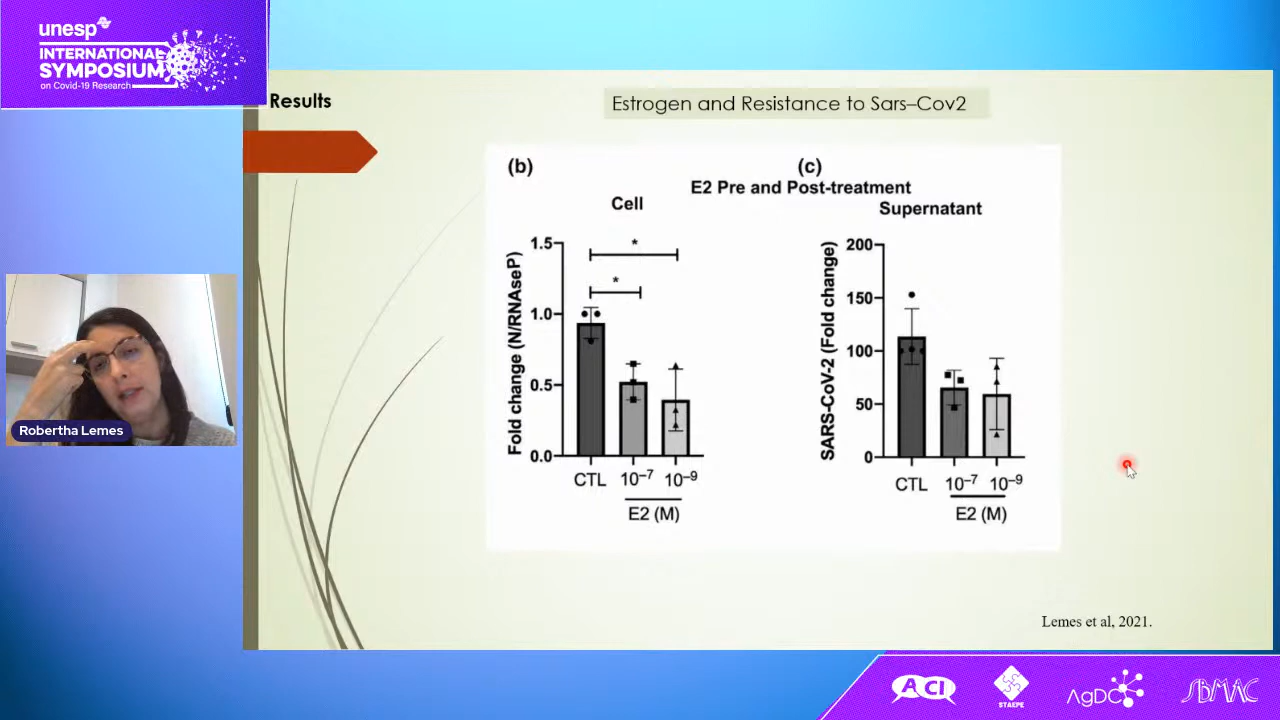 unesp
INTERNATIONAL
SYMPOSIUM
on Covid-19 Research
Results
Estrogen and Resistance to Sars–Cov2
(b)
(c)
E2 Pre and Post-treatment
Cell
Supernatant
Fold change (N/RNAseP)
1.5
1.0
0.5
0.0
*
*
CTL 10⁻⁷ 10⁻⁹
E2 (M)
SARS-CoV-2 (Fold change)
200
150
100
50
0
CTL 10⁻⁷ 10⁻⁹
E2 (M)
Robertha Lemes
Lemes et al, 2021.
ACI
STAEPE
AgDC
SBMAC